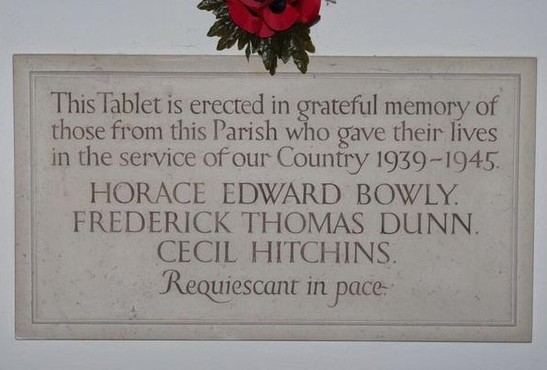 This Tablet is erected in grateful memory of
those from this Parish who gave their lives
in the service of our Country 1939-1945.
HORACE EDWARD BOWLY.
FREDERICK THOMAS DUNN.
CECIL HITCHINS.
Requiescant in pace.